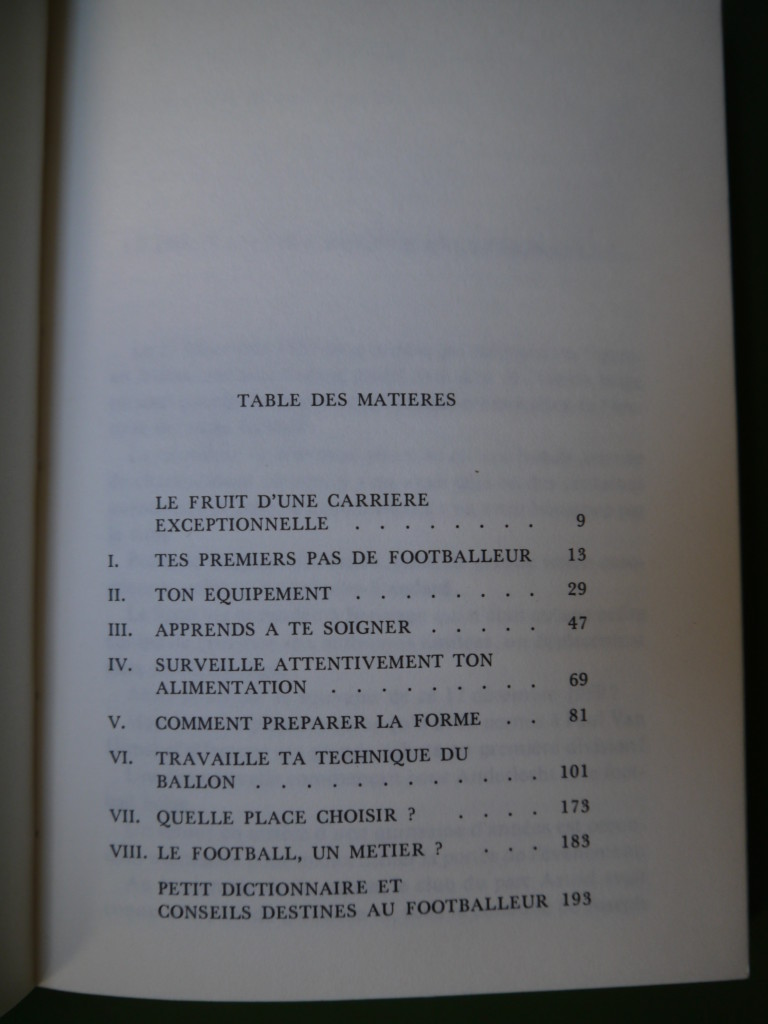 TABLE DES MATIERES
LE FRUIT D'UNE CARRIERE
EXCEPTIONNELLE . . . . . . . . 9
I. TES PREMIERS PAS DE FOOTBALLEUR 13
II. TON EQUIPEMENT . . . . . . . . 29
III. APPRENDS A TE SOIGNER . . . . . 47
IV. SURVEILLE ATTENTIVEMENT TON
ALIMENTATION . . . . . . . . . 69
V. COMMENT PREPARER LA FORME . . 81
VI. TRAVAILLE TA TECHNIQUE DU
BALLON . . . . . . . . . . . . 101
VII. QUELLE PLACE CHOISIR ? . . . . 173
VIII. LE FOOTBALL, UN METIER ? . . . 183
PETIT DICTIONNAIRE ET
CONSEILS DESTINES AU FOOTBALLEUR 193